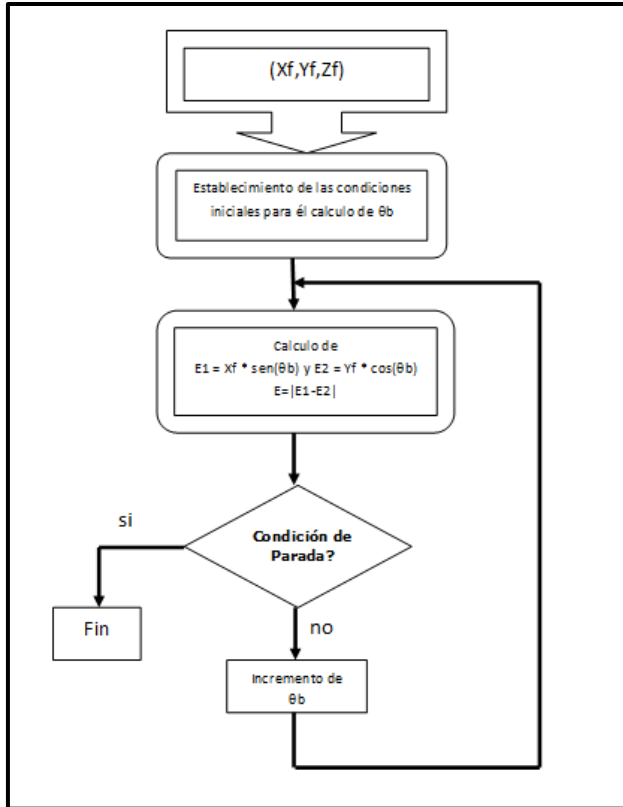 (Xf,Yf,Zf)
Establecimiento de las condiciones
iniciales para él calculo de θb
Calculo de
E1 = Xf * sen(θb) y E2 = Yf * cos(θb)
E=|E1-E2|
si
Condición de
Parada?
Fin
no
Incremento de
θb